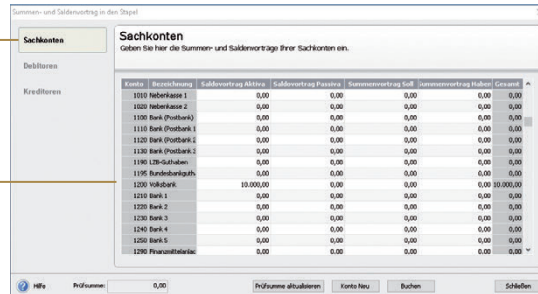 Summen- und Saldenvortrag in den Stapel
Sachkonten
Debitoren
Kreditoren
Sachkonten
Geben Sie hier die Summen- und Saldenvorträge Ihrer Sachkonten ein.
Konto Bezeichnung Saldovortrag Aktiva Saldovortrag Passiva Summenvortrag Soll Summenvortrag Haben Gesamt
1010 Nebenkasse 1 0,00 0,00 0,00 0,00 0,00
1020 Nebenkasse 2 0,00 0,00 0,00 0,00 0,00
1100 Bank (Postbank) 0,00 0,00 0,00 0,00 0,00
1110 Bank (Postbank 1 0,00 0,00 0,00 0,00 0,00
1120 Bank (Postbank 2 0,00 0,00 0,00 0,00 0,00
1130 Bank (Postbank 3 0,00 0,00 0,00 0,00 0,00
1190 LZB-Guthaben 0,00 0,00 0,00 0,00 0,00
1195 Bundesbankguth. 0,00 0,00 0,00 0,00 0,00
1200 Volksbank 10.000,00 0,00 0,00 0,00 10.000,00
1210 Bank 1 0,00 0,00 0,00 0,00 0,00
1220 Bank 2 0,00 0,00 0,00 0,00 0,00
1230 Bank 3 0,00 0,00 0,00 0,00 0,00
1240 Bank 4 0,00 0,00 0,00 0,00 0,00
1250 Bank 5 0,00 0,00 0,00 0,00 0,00
1290 Finanzmittelanlac 0,00 0,00 0,00 0,00 0,00
Hilfe Prüfsumme: 0,00 Prüfsumme aktualisieren Konto Neu Buchen Schließen